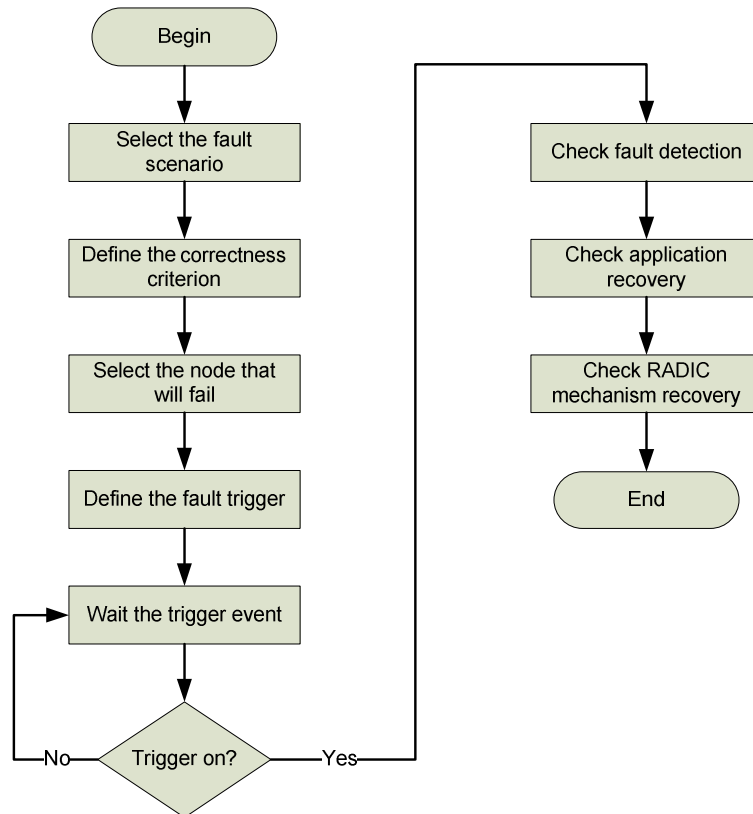 Begin
Select the fault
scenario
Define the correctness
criterion
Select the node that
will fail
Define the fault trigger
Wait the trigger event
Trigger on?
No
Yes
Check fault detection
Check application
recovery
Check RADIC
mechanism recovery
End